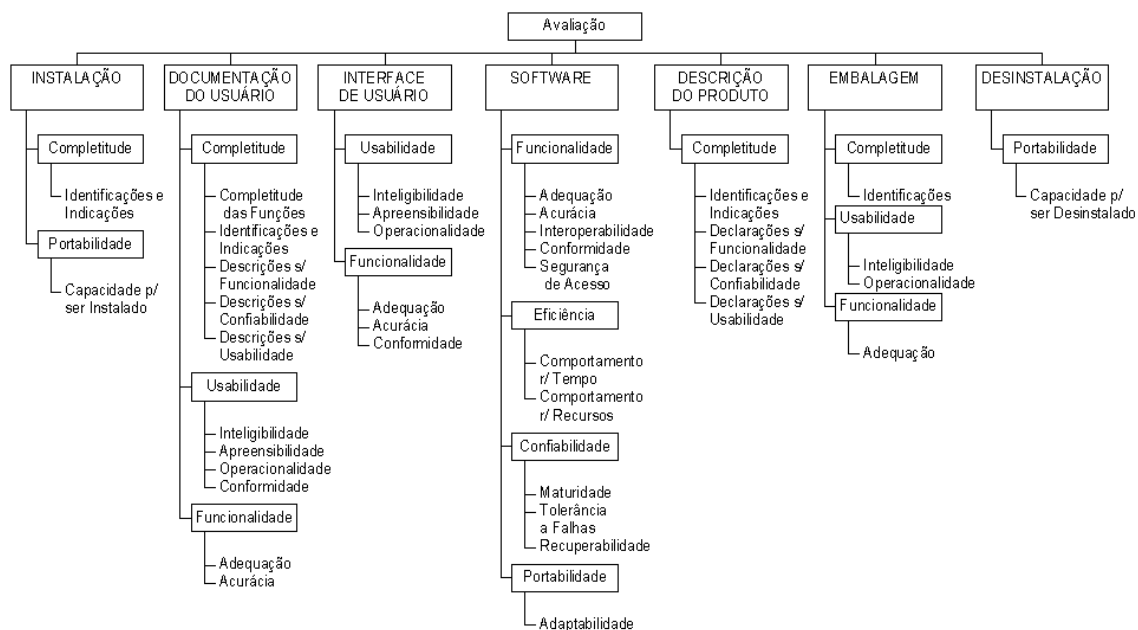 Avaliação
INSTALAÇÃO
Completitude
Identificações e
Indicações
Portabilidade
Capacidade p/
ser Instalado
DOCUMENTAÇÃO
DO USUÁRIO
Completitude
Completitude
das Funções
Identificações e
Indicações
Descrições s/
Funcionalidade
Descrições s/
Confiabilidade
Descrições s/
Usabilidade
Usabilidade
Inteligibilidade
Apreensibilidade
Operacionalidade
Conformidade
Funcionalidade
Adequação
Acurácia
INTERFACE
DE USUÁRIO
Usabilidade
Inteligibilidade
Apreensibilidade
Operacionalidade
Funcionalidade
Adequação
Acurácia
Conformidade
SOFTWARE
Funcionalidade
Adequação
Acurácia
Interoperabilidade
Conformidade
Segurança
de Acesso
Eficiência
Comportamento
r/ Tempo
Comportamento
r/ Recursos
Confiabilidade
Maturidade
Tolerância
a Falhas
Recuperabilidade
Portabilidade
Adaptabilidade
DESCRIÇÃO
DO PRODUTO
Completitude
Identificações e
Indicações
Declarações s/
Funcionalidade
Declarações s/
Confiabilidade
Declarações s/
Usabilidade
EMBALAGEM
Completitude
Identificações
Usabilidade
Inteligibilidade
Operacionalidade
Funcionalidade
Adequação
DESINSTALAÇÃO
Portabilidade
Capacidade p/
ser Desinstalado